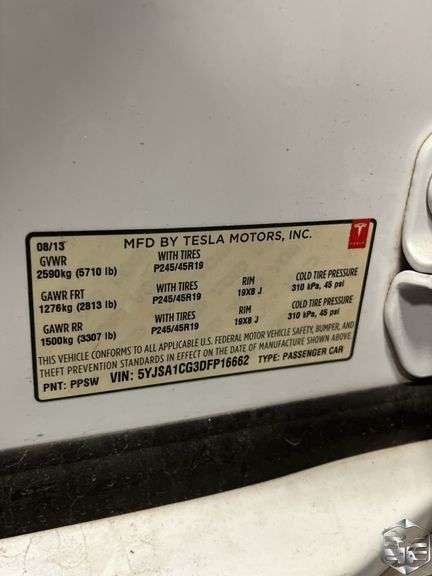 08/13 MFD BY TESLA MOTORS, INC.
TESLA
GVWR WITH TIRES
2590kg (5710 lb) P245/45R19
GAWR FRT WITH TIRES RIM COLD TIRE PRESSURE
1276kg (2813 lb) P245/45R19 19X8 J 310 kPa, 45 psi
GAWR RR WITH TIRES RIM COLD TIRE PRESSURE
1500kg (3307 lb) P245/45R19 19X8 J 310 kPa, 45 psi
THIS VEHICLE CONFORMS TO ALL APPLICABLE U.S. FEDERAL MOTOR VEHICLE SAFETY, BUMPER, AND
THEFT PREVENTION STANDARDS IN EFFECT ON THE DATE OF MANUFACTURE SHOWN ABOVE.
PNT: PPSW VIN: 5YJSA1CG3DFP16662 TYPE: PASSENGER CAR